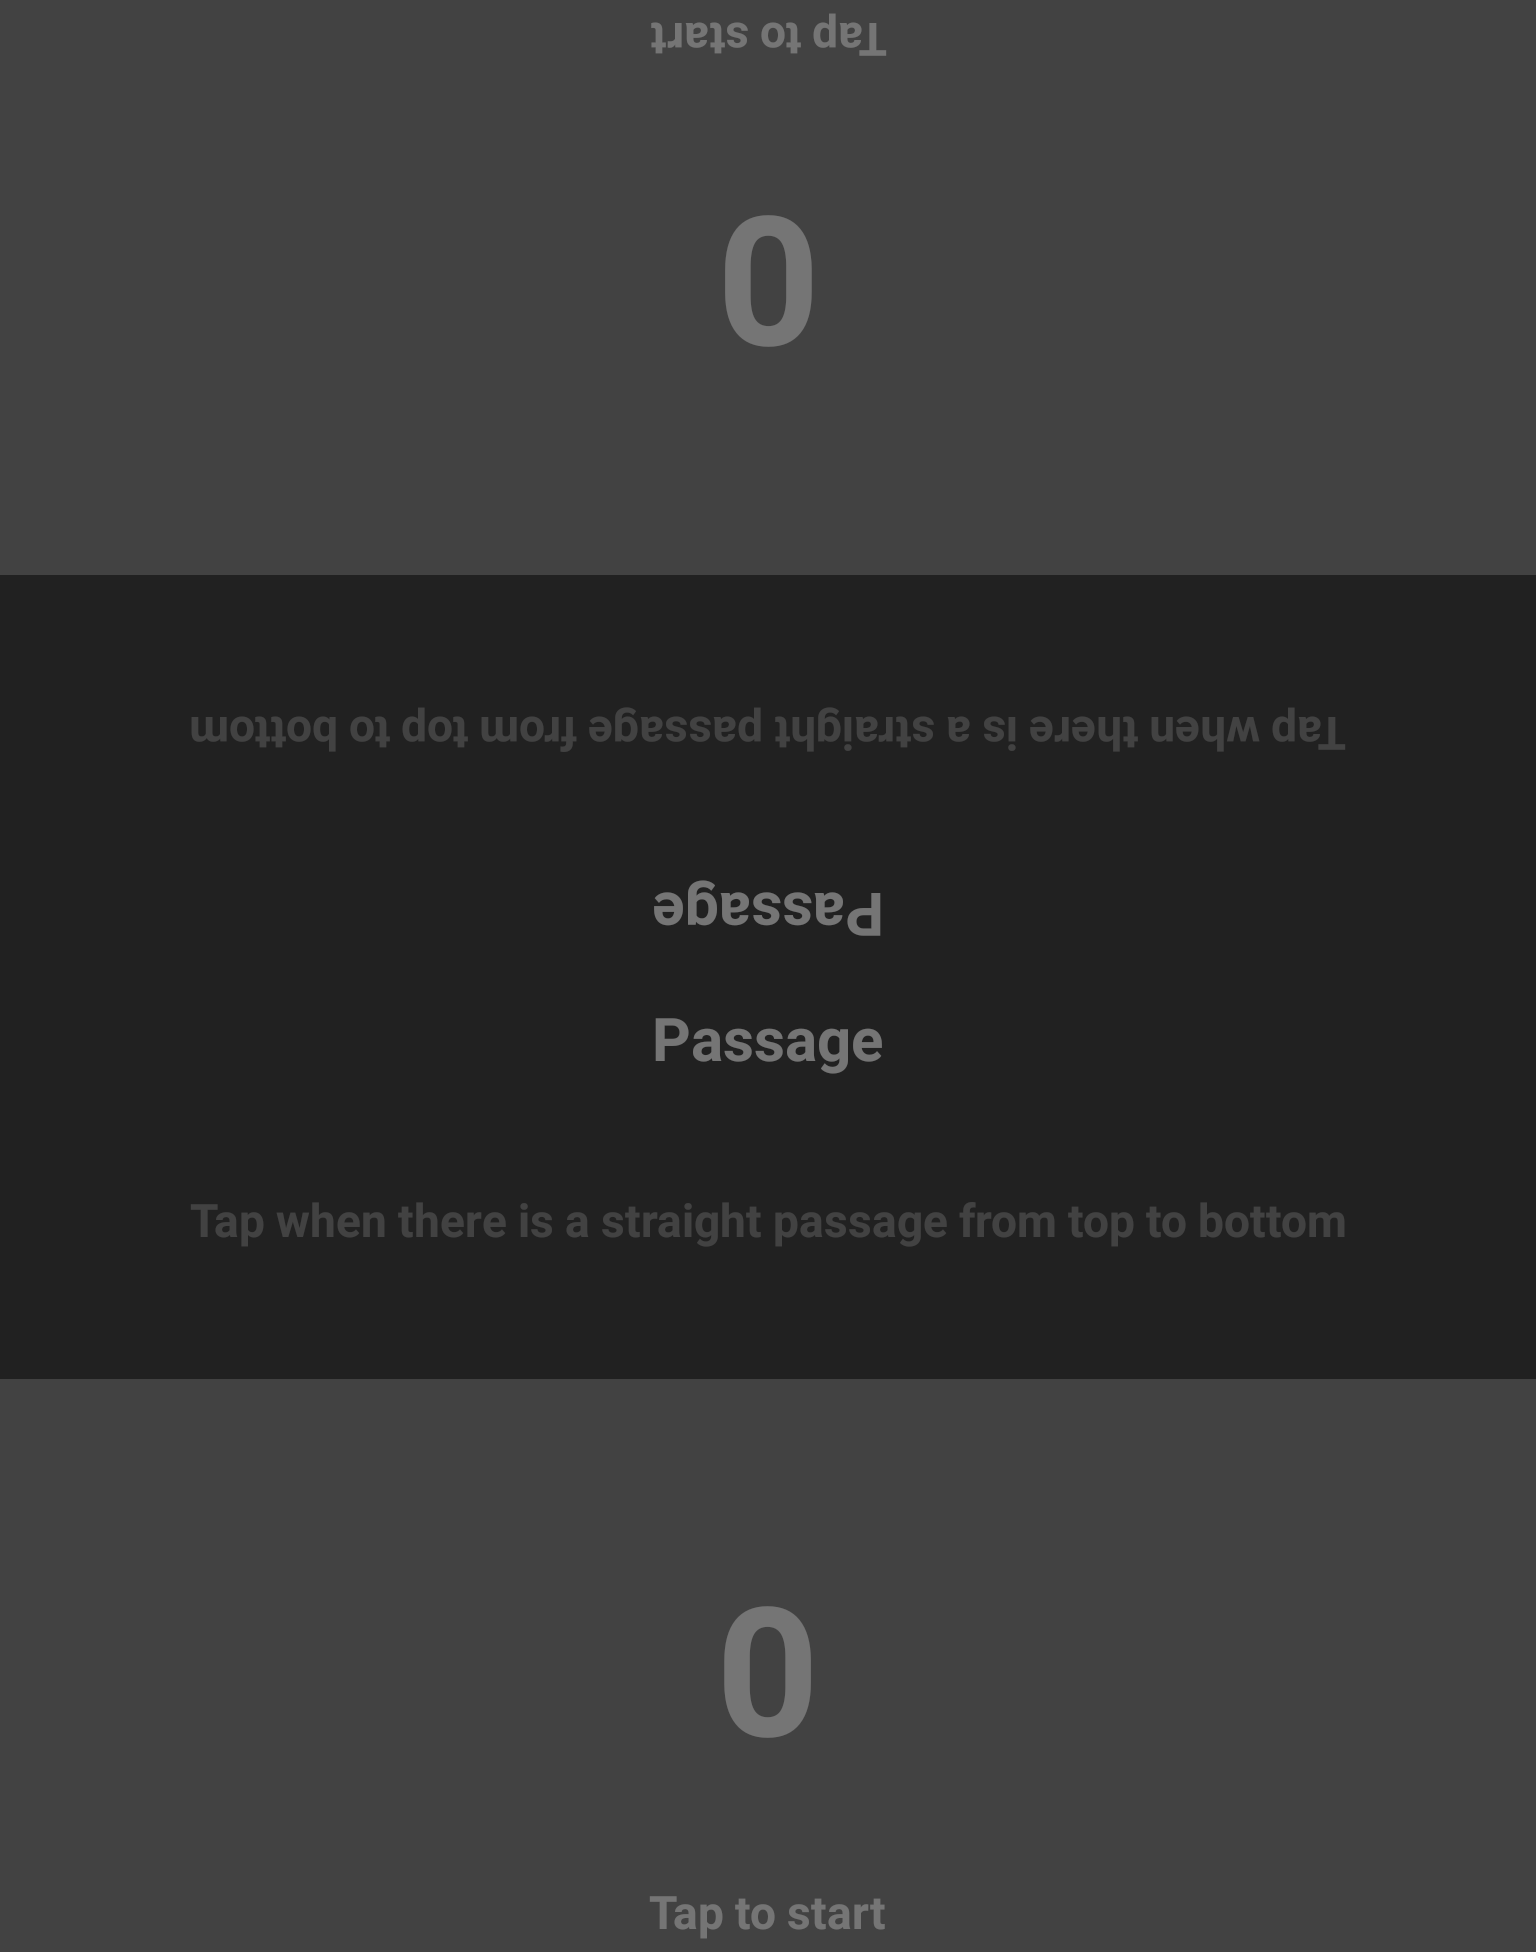 Tap to start
0
Tap when there is a straight passage from top to bottom
Passage
Passage
Tap when there is a straight passage from top to bottom
0
Tap to start